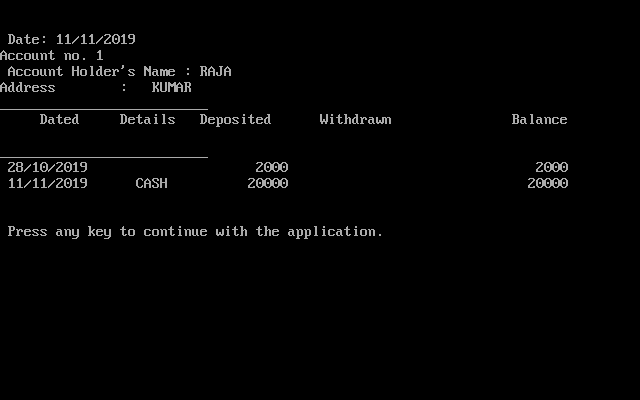 Date: 11/11/2019
Account no. 1
Account Holder's Name : RAJA
Address : KUMAR
Dated Details Deposited Withdrawn Balance
28/10/2019 2000 2000
11/11/2019 CASH 20000 20000
Press any key to continue with the application.